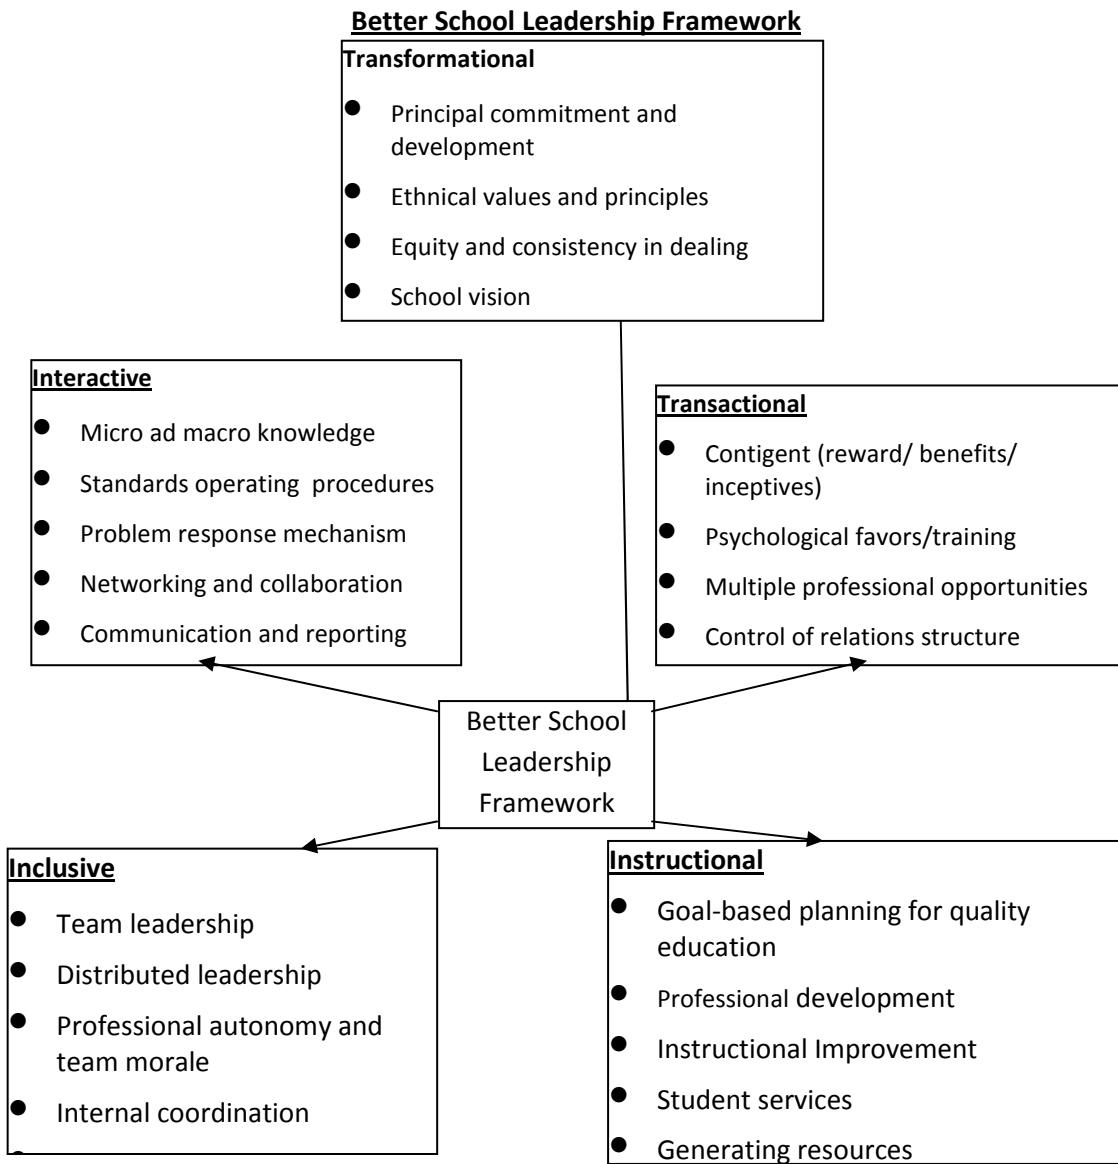 Better School Leadership Framework
Transformational
● Principal commitment and
development
● Ethnical values and principles
● Equity and consistency in dealing
● School vision
Interactive
● Micro ad macro knowledge
● Standards operating procedures
● Problem response mechanism
● Networking and collaboration
● Communication and reporting
Transactional
● Contigent (reward/ benefits/
inceptives)
● Psychological favors/training
● Multiple professional opportunities
● Control of relations structure
Better School
Leadership
Framework
Inclusive
● Team leadership
● Distributed leadership
● Professional autonomy and
team morale
● Internal coordination
Instructional
● Goal-based planning for quality
education
● Professional development
● Instructional Improvement
● Student services
● Generating resources